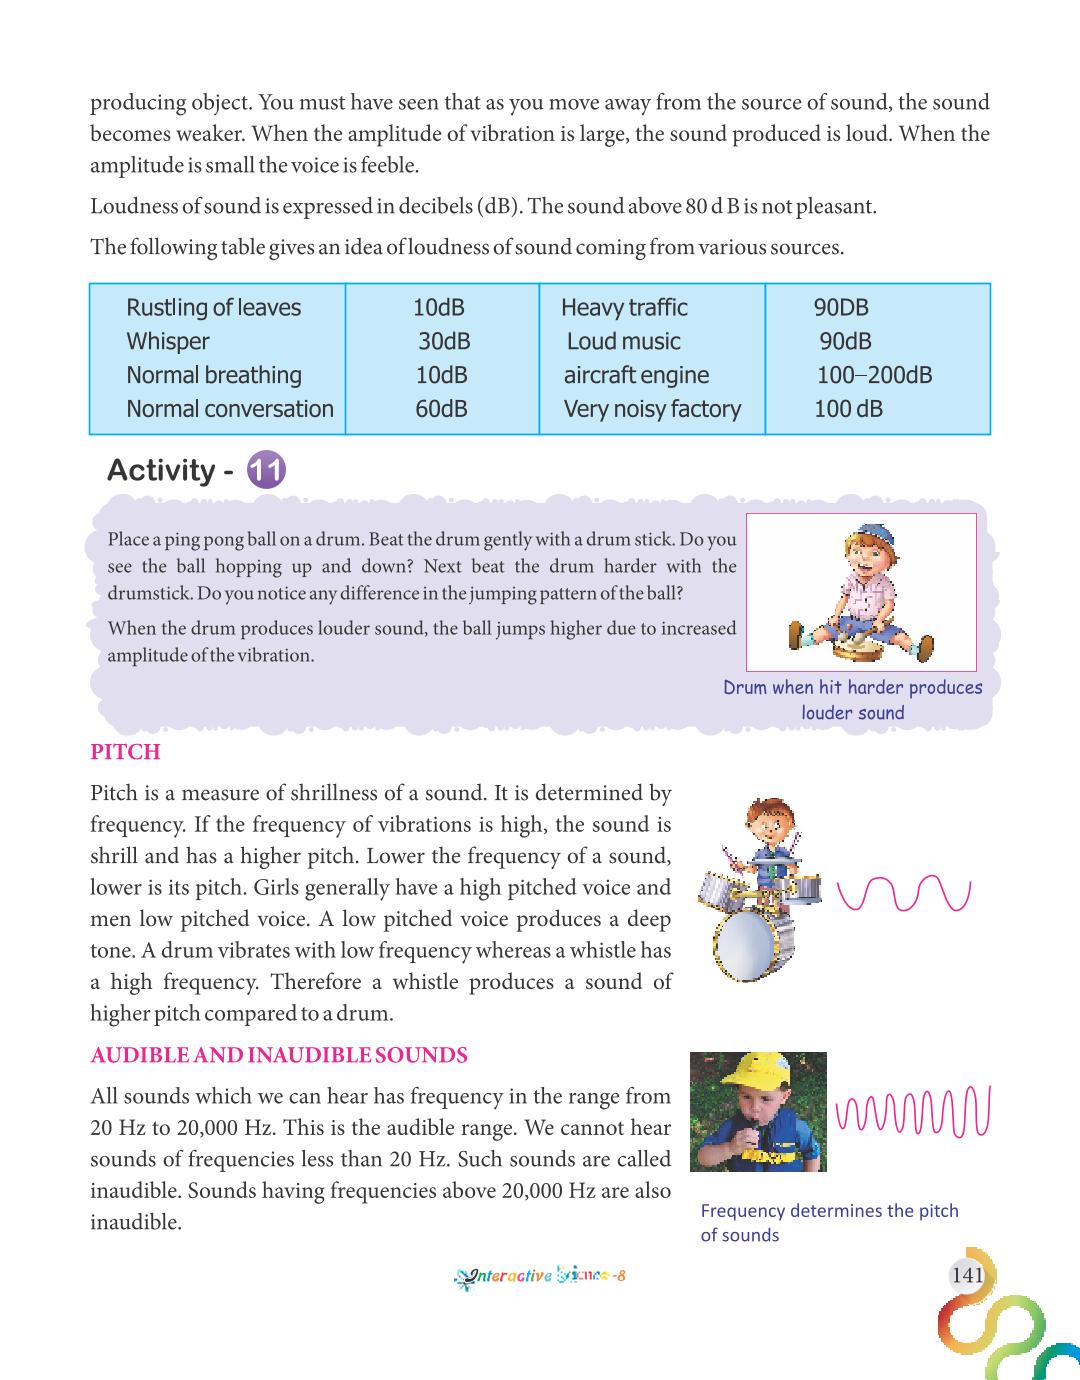 producing object. You must have seen that as you move away from the source of sound, the sound
becomes weaker. When the amplitude of vibration is large, the sound produced is loud. When the
amplitude is small the voice is feeble.
Loudness of sound is expressed in decibels (dB). The sound above 80 d B is not pleasant.
The following table gives an idea of loudness of sound coming from various sources.
Rustling of leaves 10dB Heavy traffic 90DB
Whisper 30dB Loud music 90dB
Normal breathing 10dB aircraft engine 100–200dB
Normal conversation 60dB Very noisy factory 100 dB
Activity - 11
Place a ping pong ball on a drum. Beat the drum gently with a drum stick. Do you
see the ball hopping up and down? Next beat the drum harder with the
drumstick. Do you notice any difference in the jumping pattern of the ball?
When the drum produces louder sound, the ball jumps higher due to increased
amplitude of the vibration.
Drum when hit harder produces
louder sound
PITCH
Pitch is a measure of shrillness of a sound. It is determined by
frequency. If the frequency of vibrations is high, the sound is
shrill and has a higher pitch. Lower the frequency of a sound,
lower is its pitch. Girls generally have a high pitched voice and
men low pitched voice. A low pitched voice produces a deep
tone. A drum vibrates with low frequency whereas a whistle has
a high frequency. Therefore a whistle produces a sound of
higher pitch compared to a drum.
AUDIBLE AND INAUDIBLE SOUNDS
All sounds which we can hear has frequency in the range from
20 Hz to 20,000 Hz. This is the audible range. We cannot hear
sounds of frequencies less than 20 Hz. Such sounds are called
inaudible. Sounds having frequencies above 20,000 Hz are also
inaudible.
Frequency determines the pitch
of sounds
Interactive Science -8
141